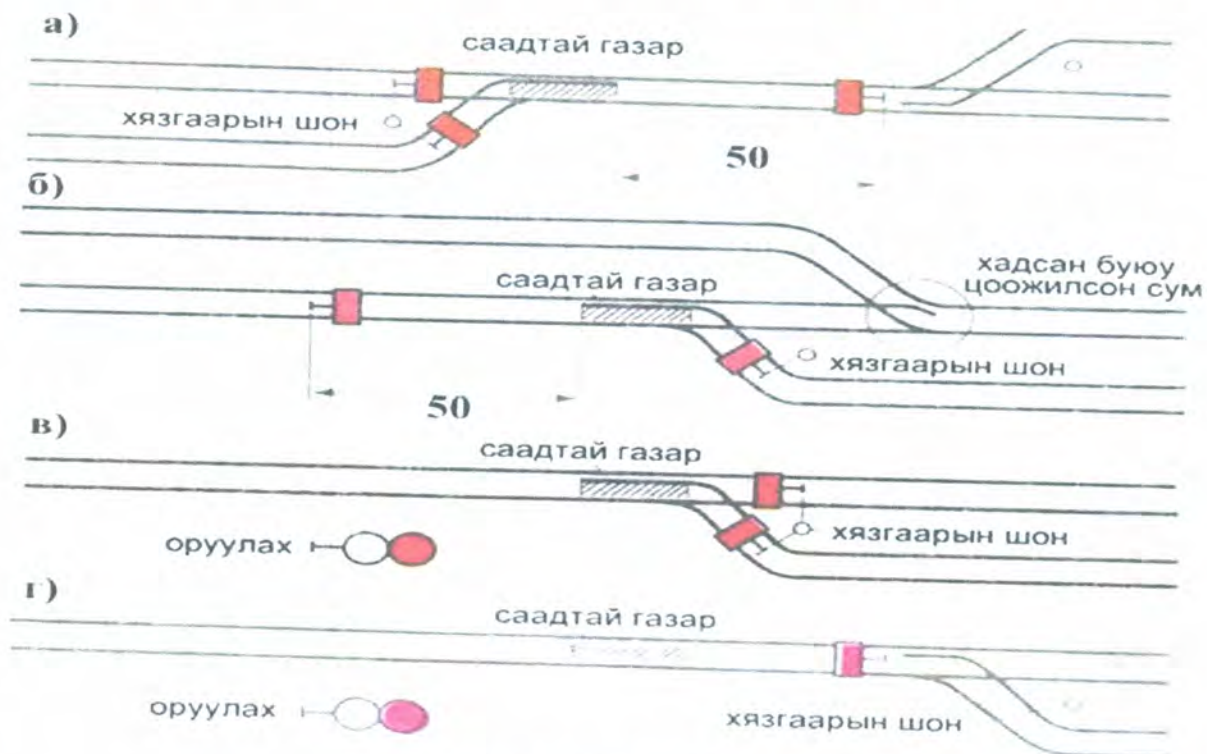 а)
саадтай газар
хязгаарын шон
50
б)
саадтай газар
хадсан буюу
цоожилсон сум
хязгаарын шон
50
в)
саадтай газар
оруулах
хязгаарын шон
г)
саадтай газар
оруулах
хязгаарын шон